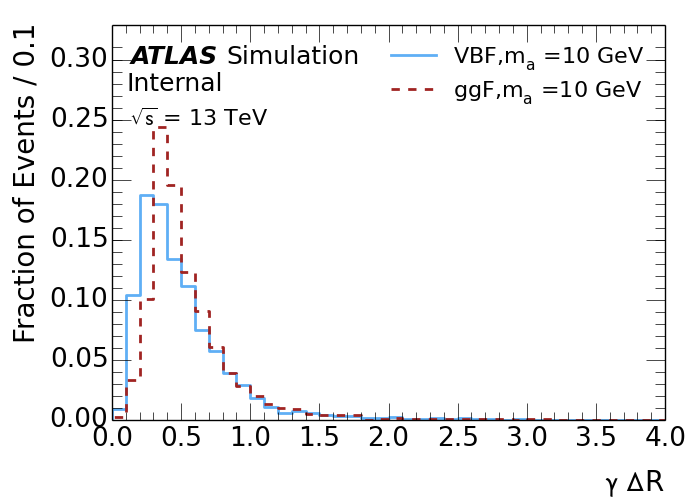 ATLAS Simulation
Internal
√s = 13 TeV
VBF,mₐ =10 GeV
ggF,mₐ =10 GeV
Fraction of Events / 0.1
0.30
0.25
0.20
0.15
0.10
0.05
0.00
0.0 0.5 1.0 1.5 2.0 2.5 3.0 3.5 4.0
γ ΔR